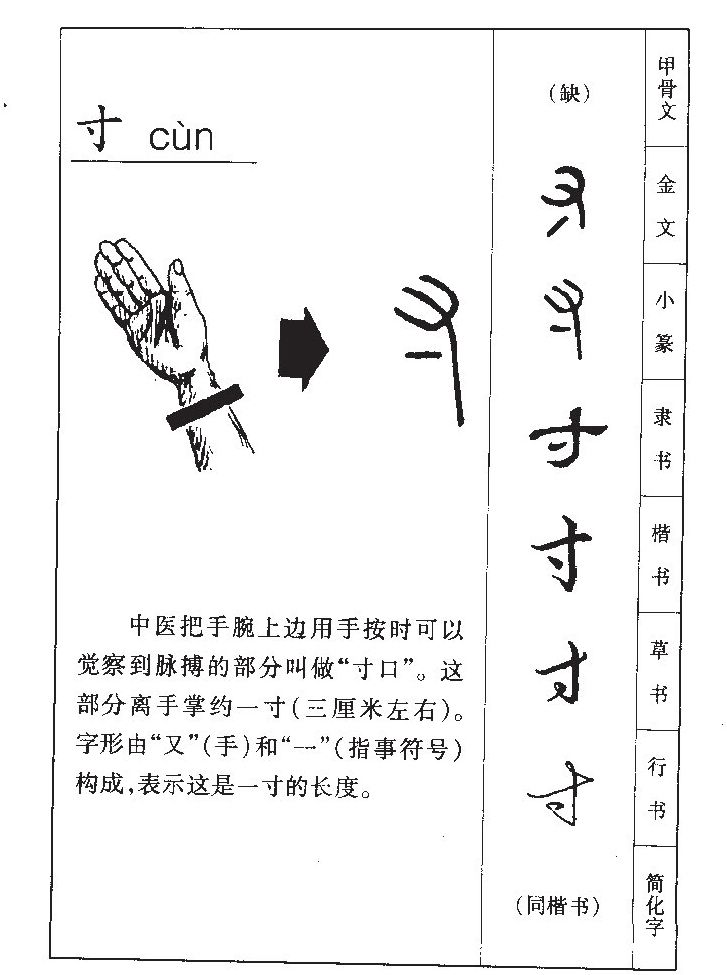 寸 cùn
中医把手腕上边用手按时可以
觉察到脉搏的部分叫做“寸口”。这
部分离手掌约一寸(三厘米左右)。
字形由“又”(手)和“一”(指事符号)
构成,表示这是一寸的长度。
(缺)
甲骨文
金文
小篆
寸
隶书
寸
楷书
寸
草书
寸
行书
(同楷书)
简化字